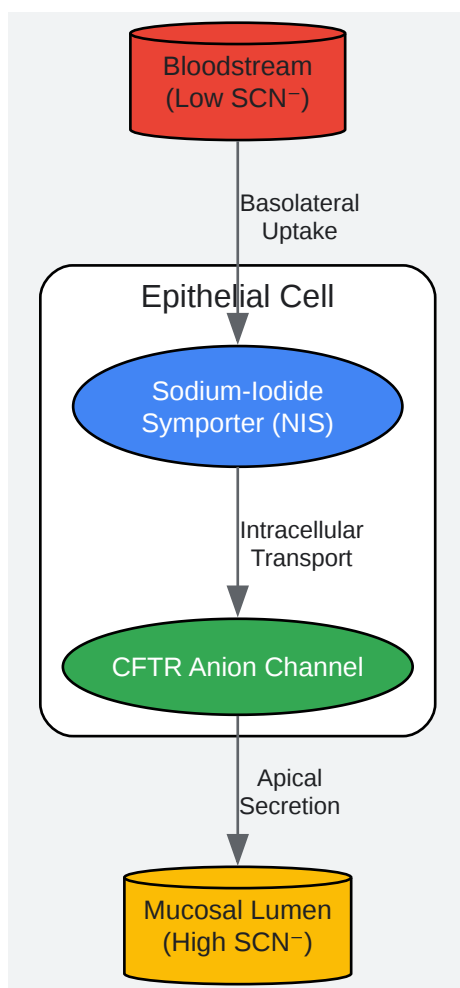 Bloodstream
(Low SCN⁻)
Basolateral
Uptake
Epithelial Cell
Sodium-Iodide
Symporter (NIS)
Intracellular
Transport
CFTR Anion Channel
Apical
Secretion
Mucosal Lumen
(High SCN⁻)